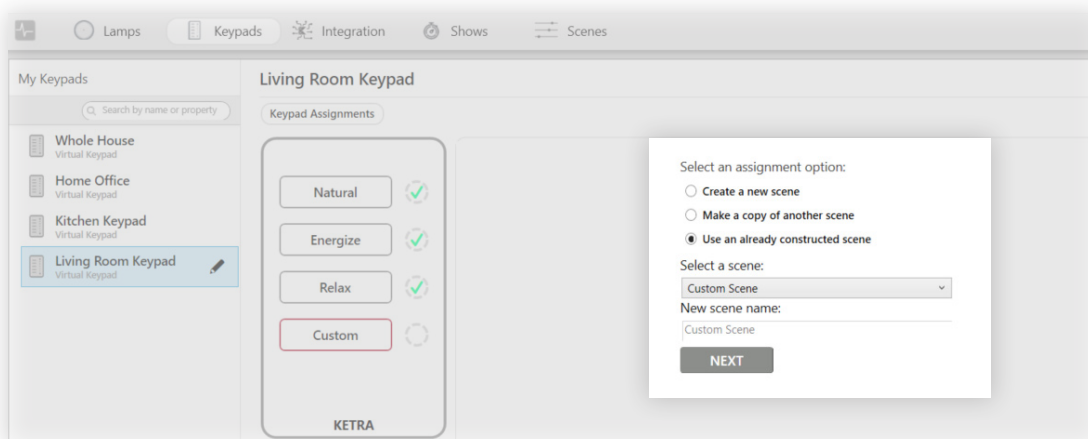 Lamps
Keypads
Integration
Shows
Scenes
My Keypads
Search by name or property
Whole House
Virtual Keypad
Home Office
Virtual Keypad
Kitchen Keypad
Virtual Keypad
Living Room Keypad
Virtual Keypad
Living Room Keypad
Keypad Assignments
Natural
Energize
Relax
Custom
KETRA
Select an assignment option:
Create a new scene
Make a copy of another scene
Use an already constructed scene
Select a scene:
Custom Scene
New scene name:
Custom Scene
NEXT